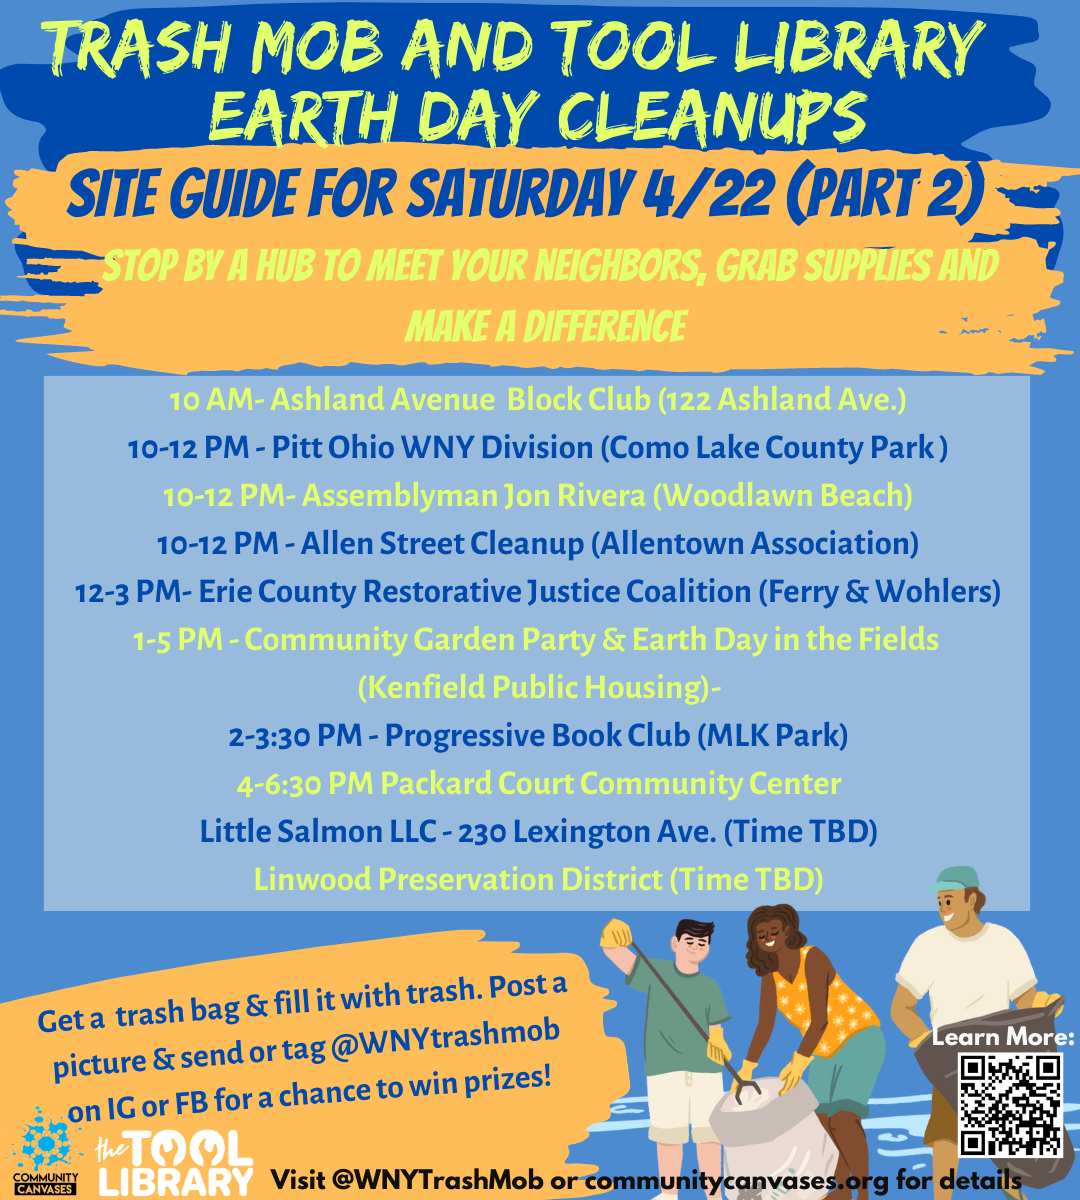 TRASH MOB AND TOOL LIBRARY
EARTH DAY CLEANUPS
SITE GUIDE FOR SATURDAY 4/22 (PART 2)
STOP BY A HUB TO MEET YOUR NEIGHBORS, GRAB SUPPLIES AND
MAKE A DIFFERENCE
10 AM- Ashland Avenue Block Club (122 Ashland Ave.)
10-12 PM - Pitt Ohio WNY Division (Como Lake County Park )
10-12 PM- Assemblyman Jon Rivera (Woodlawn Beach)
10-12 PM - Allen Street Cleanup (Allentown Association)
12-3 PM- Erie County Restorative Justice Coalition (Ferry & Wohlers)
1-5 PM - Community Garden Party & Earth Day in the Fields
(Kenfield Public Housing)-
2-3:30 PM - Progressive Book Club (MLK Park)
4-6:30 PM Packard Court Community Center
Little Salmon LLC - 230 Lexington Ave. (Time TBD)
Linwood Preservation District (Time TBD)
Get a trash bag & fill it with trash. Post a
picture & send or tag @WNYtrashmob
on IG or FB for a chance to win prizes!
Learn More:
COMMUNITY
CANVASES
the TOOL
LIBRARY
Visit @WNYTrashMob or communitycanvases.org for details